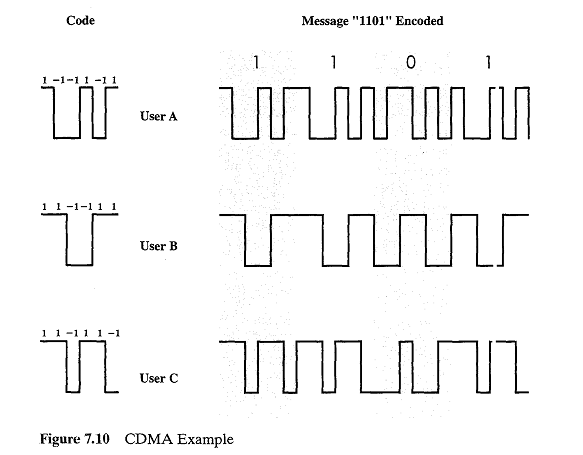 Code Message "1101" Encoded
1 1 0 1
1 -1 -1 1 -1 1
User A
1 1 -1 -1 1 1
User B
1 1 -1 1 1 -1
User C
Figure 7.10 CDMA Example